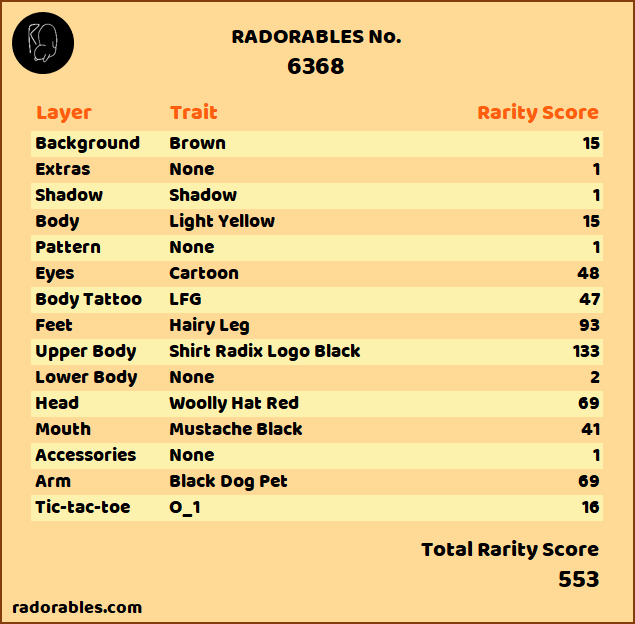 RADORABLES No.
6368
Layer Trait Rarity Score
Background Brown 15
Extras None 1
Shadow Shadow 1
Body Light Yellow 15
Pattern None 1
Eyes Cartoon 48
Body Tattoo LFG 47
Feet Hairy Leg 93
Upper Body Shirt Radix Logo Black 133
Lower Body None 2
Head Woolly Hat Red 69
Mouth Mustache Black 41
Accessories None 1
Arm Black Dog Pet 69
Tic-tac-toe O_1 16
Total Rarity Score
553
radorables.com